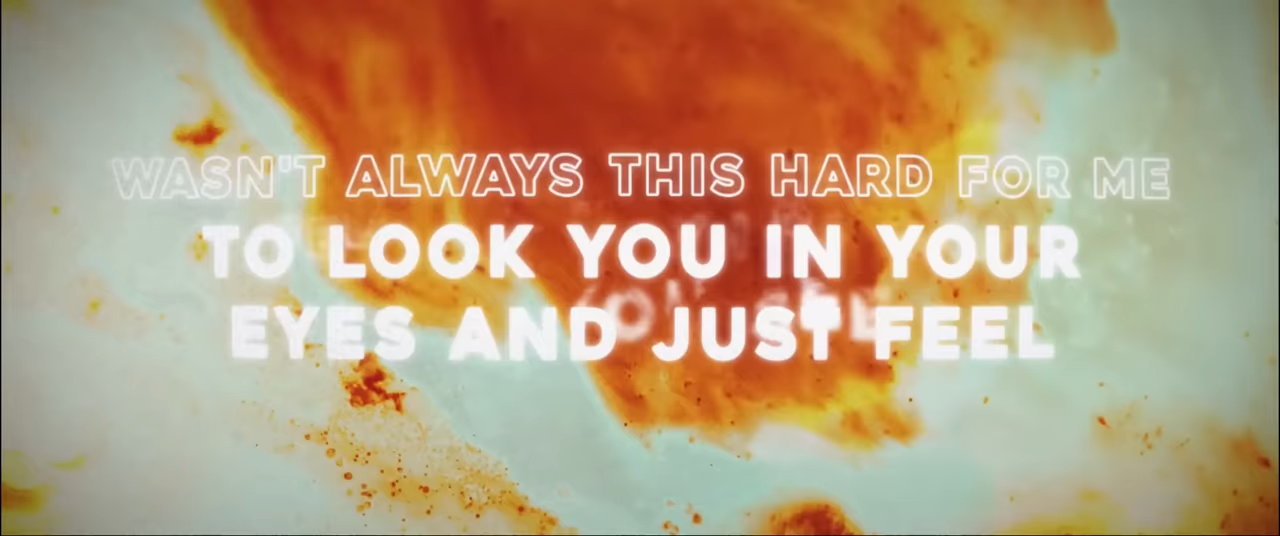 WASN'T ALWAYS THIS HARD FOR ME
TO LOOK YOU IN YOUR
EYES AND JUST FEEL